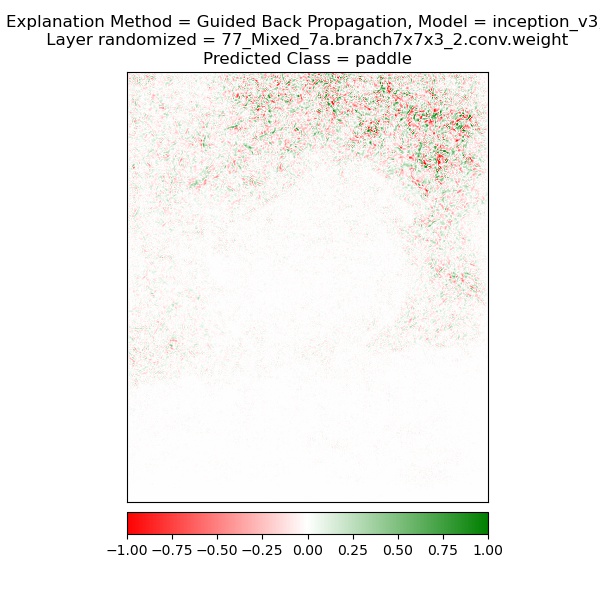 Explanation Method = Guided Back Propagation, Model = inception_v3
Layer randomized = 77_Mixed_7a.branch7x7x3_2.conv.weight
Predicted Class = paddle
−1.00 −0.75 −0.50 −0.25 0.00 0.25 0.50 0.75 1.00